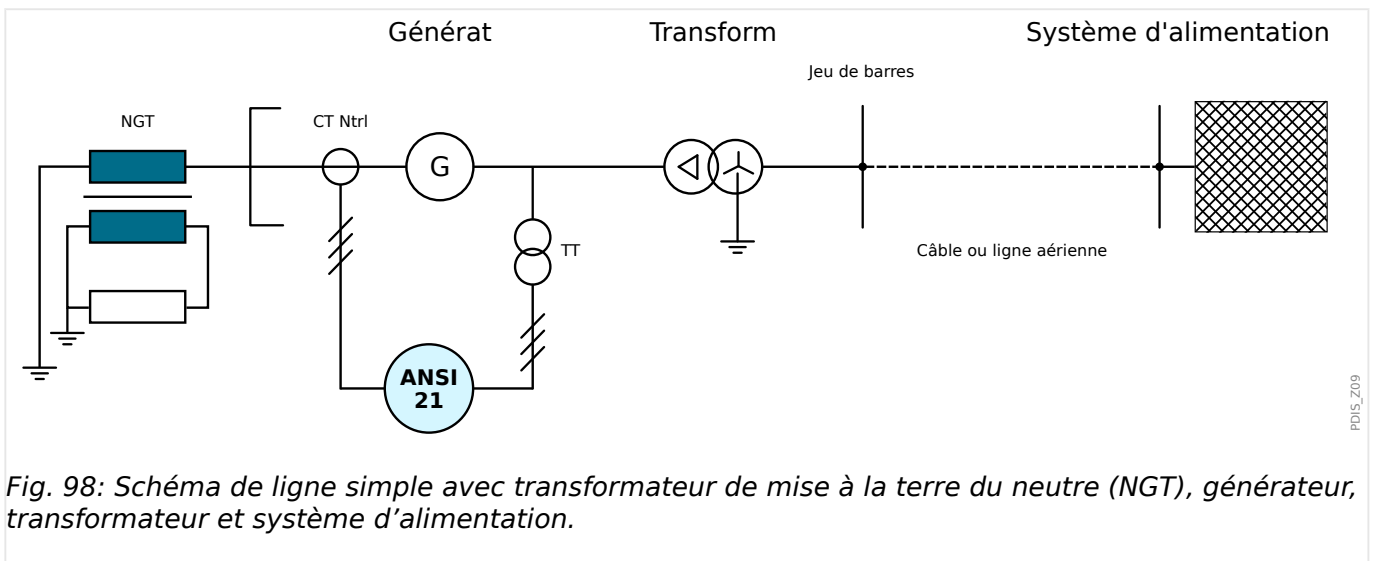 Générat
Transform
Système d'alimentation
Jeu de barres
NGT
CT Ntrl
G
TT
Câble ou ligne aérienne
ANSI
21
PDIS_Z09
Fig. 98: Schéma de ligne simple avec transformateur de mise à la terre du neutre (NGT), générateur,
transformateur et système d’alimentation.